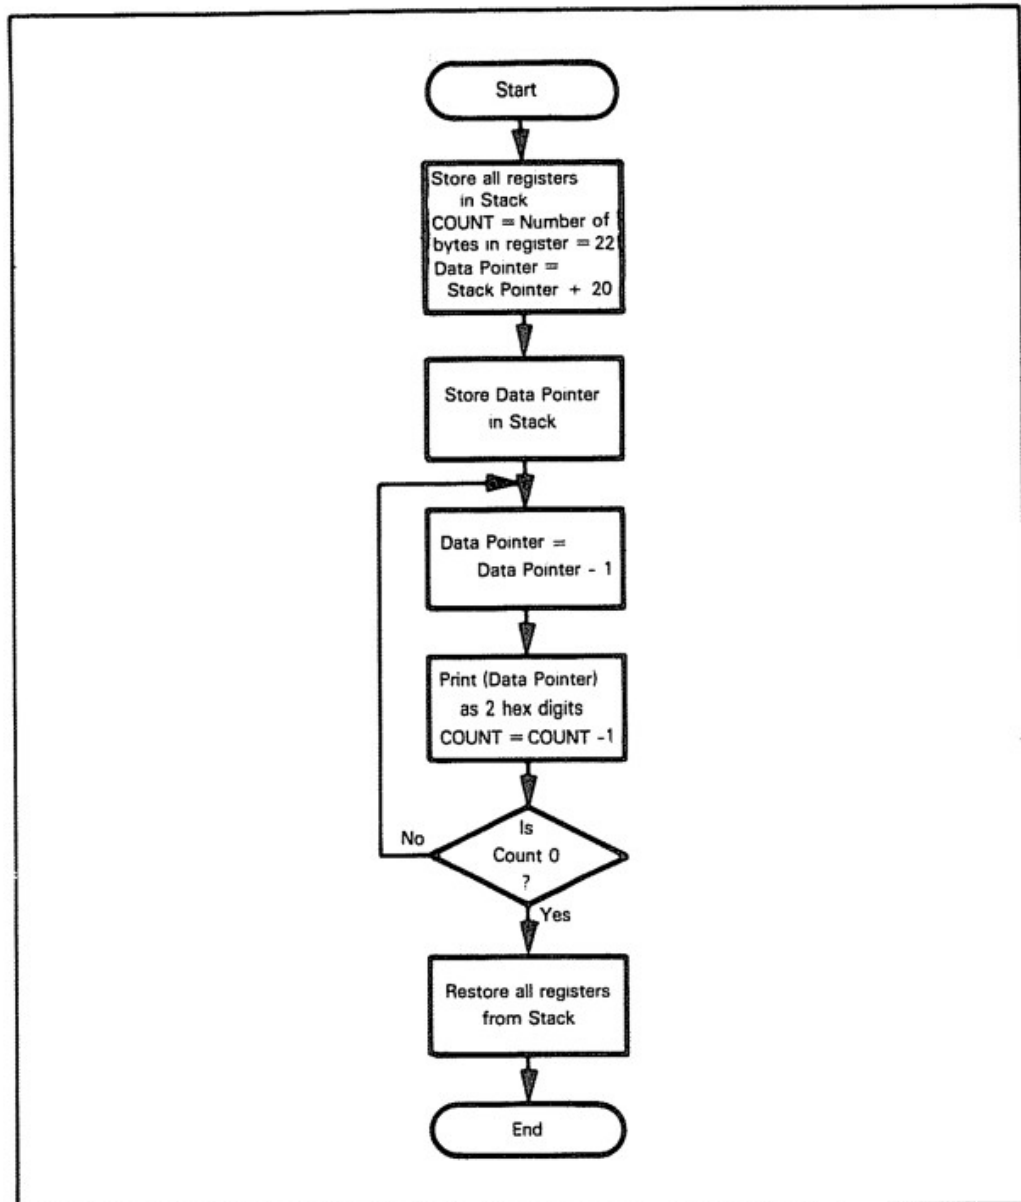 Start
Store all registers
in Stack
COUNT = Number of
bytes in register = 22
Data Pointer =
Stack Pointer + 20
Store Data Pointer
in Stack
Data Pointer =
Data Pointer - 1
Print (Data Pointer)
as 2 hex digits
COUNT = COUNT -1
No
Is
Count 0
?
Yes
Restore all registers
from Stack
End